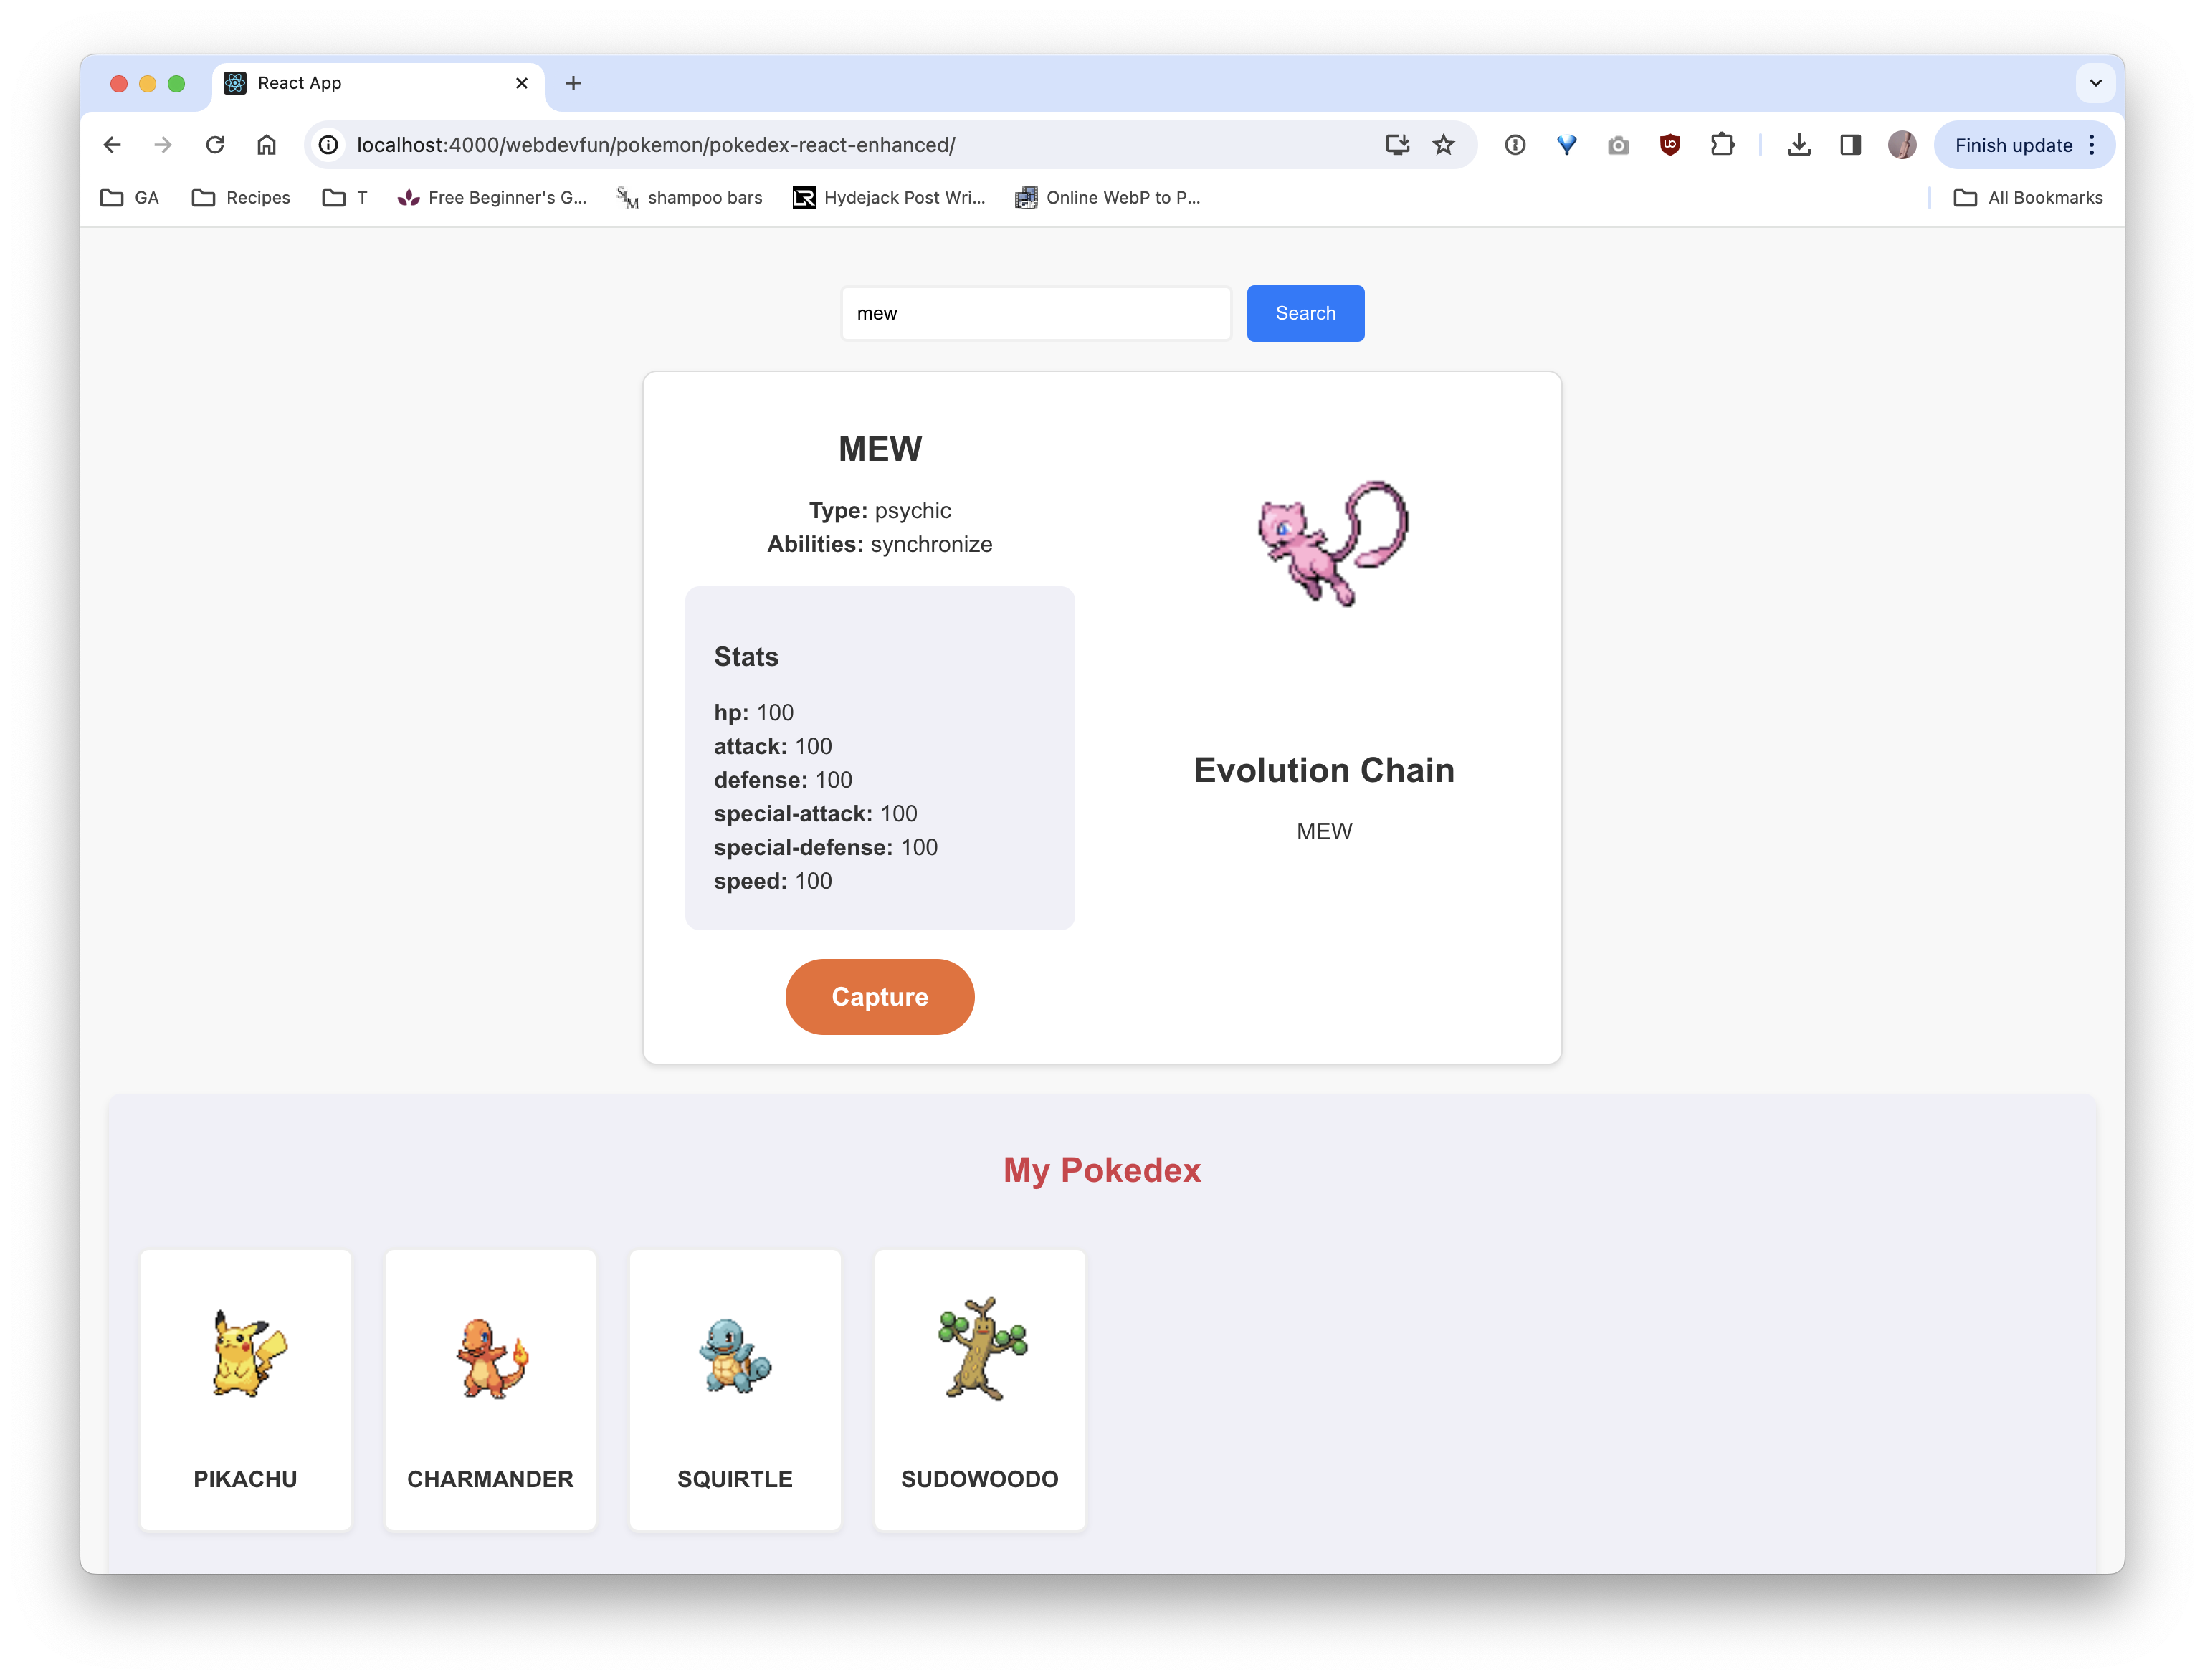 React App
localhost:4000/webdevfun/pokemon/pokedex-react-enhanced/
Finish update
GA
Recipes
T
Free Beginner's G...
shampoo bars
Hydejack Post Wri...
Online WebP to P...
All Bookmarks
mew
Search
MEW
Type: psychic
Abilities: synchronize
Stats
hp: 100
attack: 100
defense: 100
special-attack: 100
special-defense: 100
speed: 100
Capture
Evolution Chain
MEW
My Pokedex
PIKACHU
CHARMANDER
SQUIRTLE
SUDOWOODO